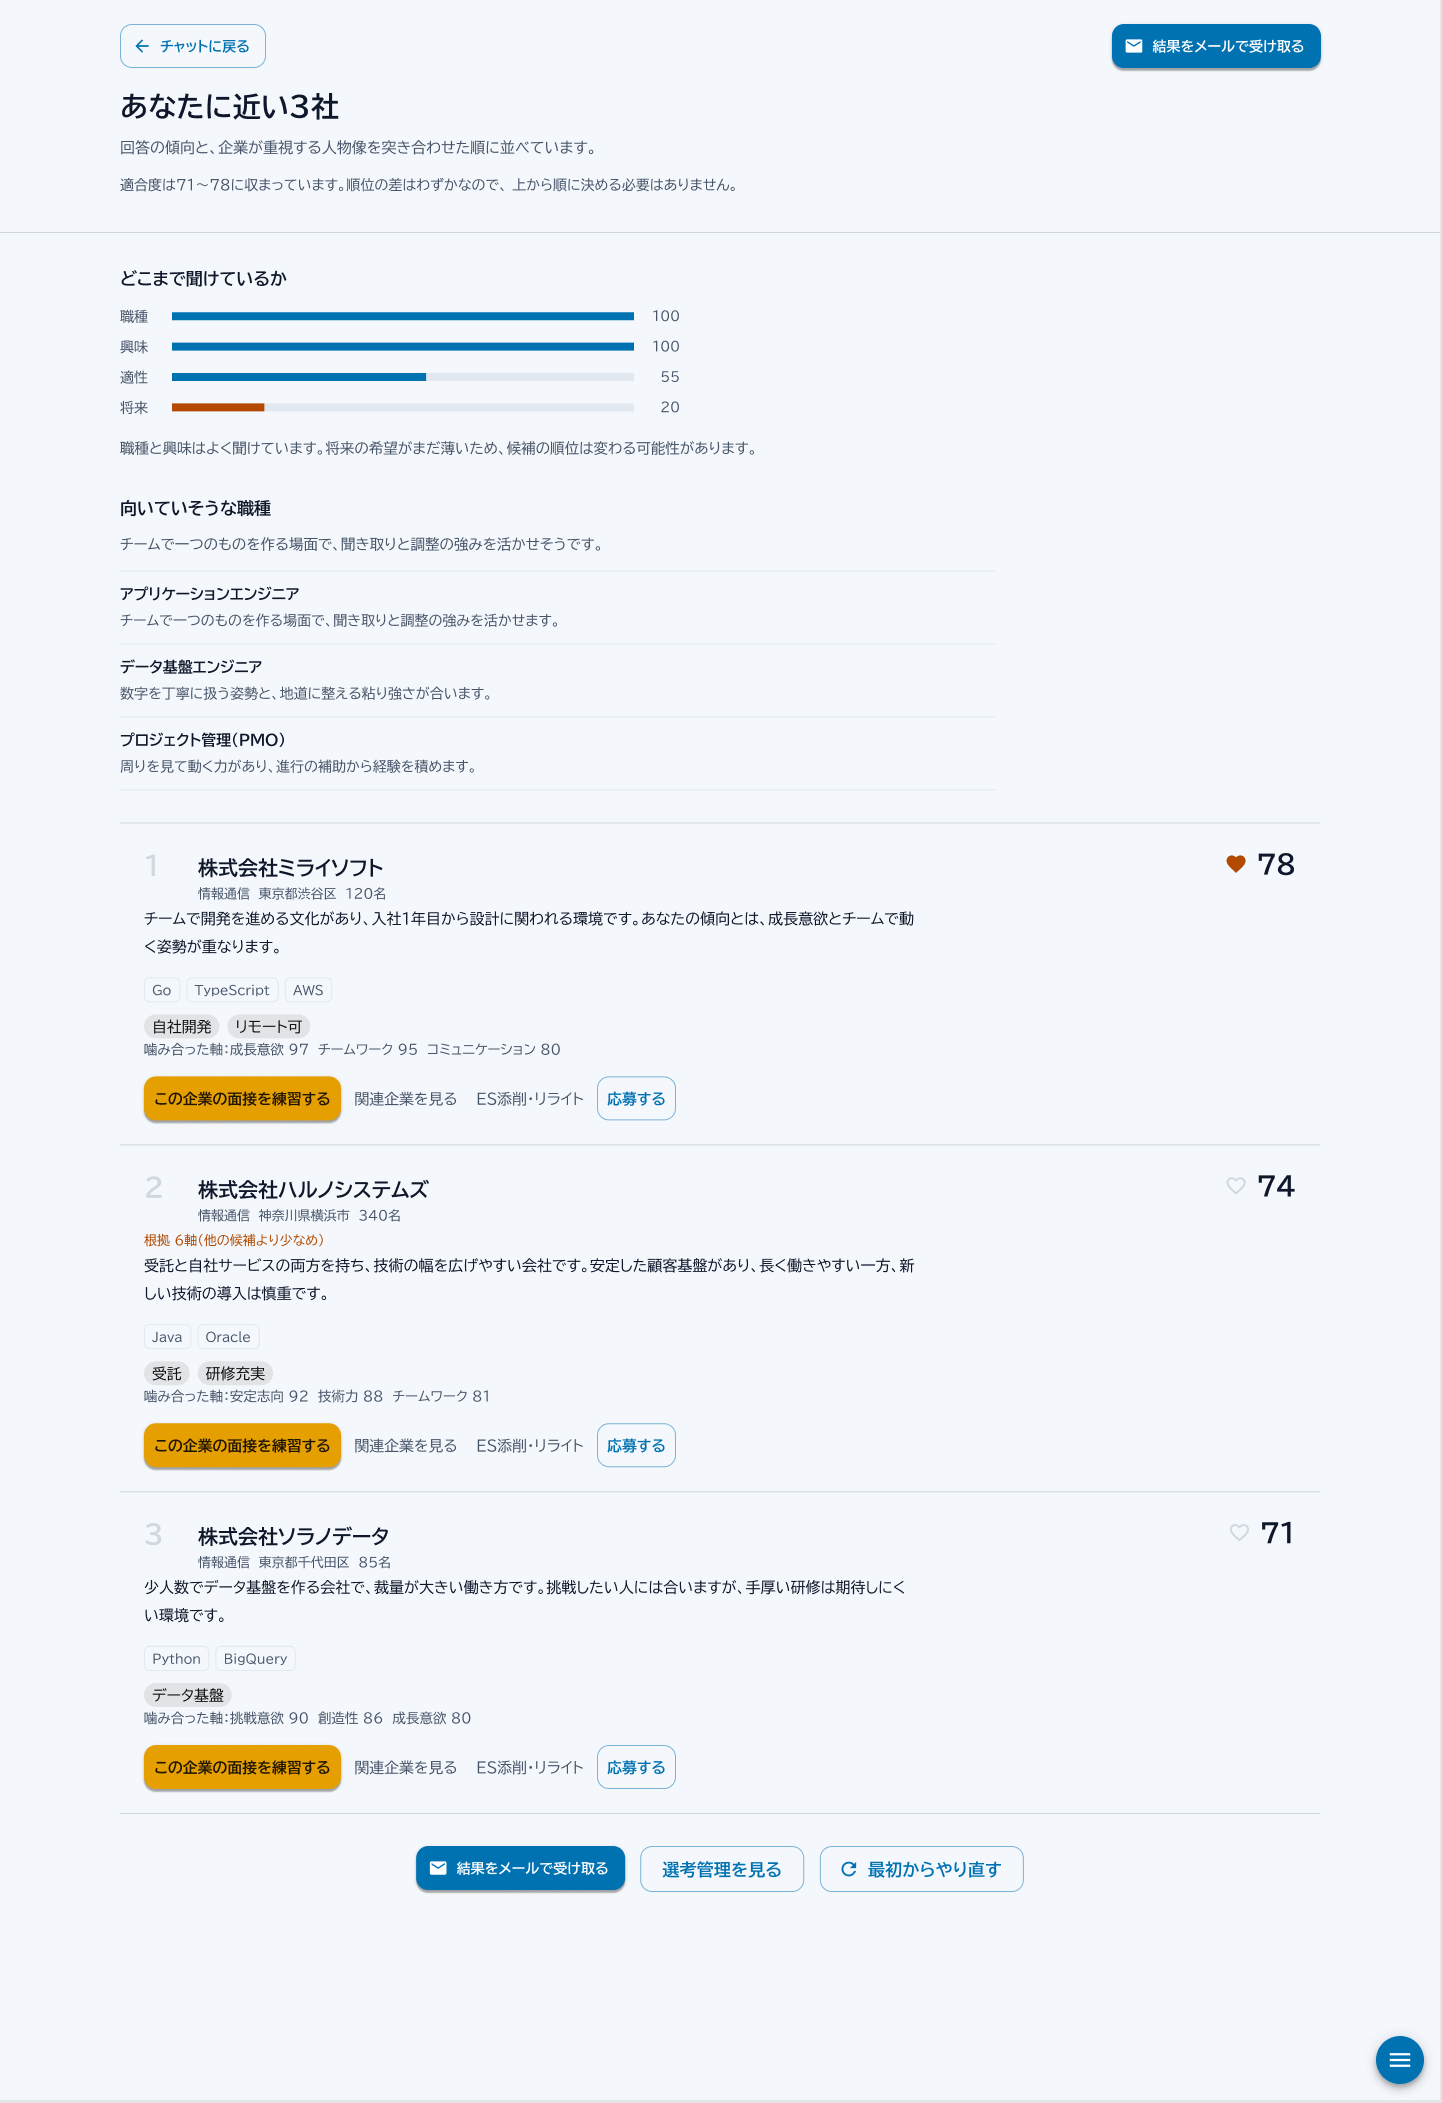 チャットに戻る
結果をメールで受け取る
あなたに近い3社
回答の傾向と、企業が重視する人物像を突き合わせた順に並べています。
適合度は71〜78に収まっています。順位の差はわずかなので、上から順に決める必要はありません。
どこまで聞けているか
職種 100
興味 100
適性 55
将来 20
職種と興味はよく聞けています。将来の希望がまだ薄いため、候補の順位は変わる可能性があります。
向いていそうな職種
チームで一つのものを作る場面で、聞き取りと調整の強みを活かせそうです。
アプリケーションエンジニア
チームで一つのものを作る場面で、聞き取りと調整の強みを活かせます。
データ基盤エンジニア
数字を丁寧に扱う姿勢と、地道に整える粘り強さが合います。
プロジェクト管理(PMO)
周りを見て動く力があり、進行の補助から経験を積めます。
1 株式会社ミライソフト 78
情報通信 東京都渋谷区 120名
チームで開発を進める文化があり、入社1年目から設計に関われる環境です。あなたの傾向とは、成長意欲とチームで動
く姿勢が重なります。
Go TypeScript AWS
自社開発 リモート可
噛み合った軸：成長意欲 97 チームワーク 95 コミュニケーション 80
この企業の面接を練習する 関連企業を見る ES添削・リライト 応募する
2 株式会社ハルノシステムズ 74
情報通信 神奈川県横浜市 340名
根拠 6軸(他の候補より少なめ)
受託と自社サービスの両方を持ち、技術の幅を広げやすい会社です。安定した顧客基盤があり、長く働きやすい一方、新
しい技術の導入は慎重です。
Java Oracle
受託 研修充実
噛み合った軸：安定志向 92 技術力 88 チームワーク 81
この企業の面接を練習する 関連企業を見る ES添削・リライト 応募する
3 株式会社ソラノデータ 71
情報通信 東京都千代田区 85名
少人数でデータ基盤を作る会社で、裁量が大きい働き方です。挑戦したい人には合いますが、手厚い研修は期待しにく
い環境です。
Python BigQuery
データ基盤
噛み合った軸：挑戦意欲 90 創造性 86 成長意欲 80
この企業の面接を練習する 関連企業を見る ES添削・リライト 応募する
結果をメールで受け取る 選考管理を見る 最初からやり直す